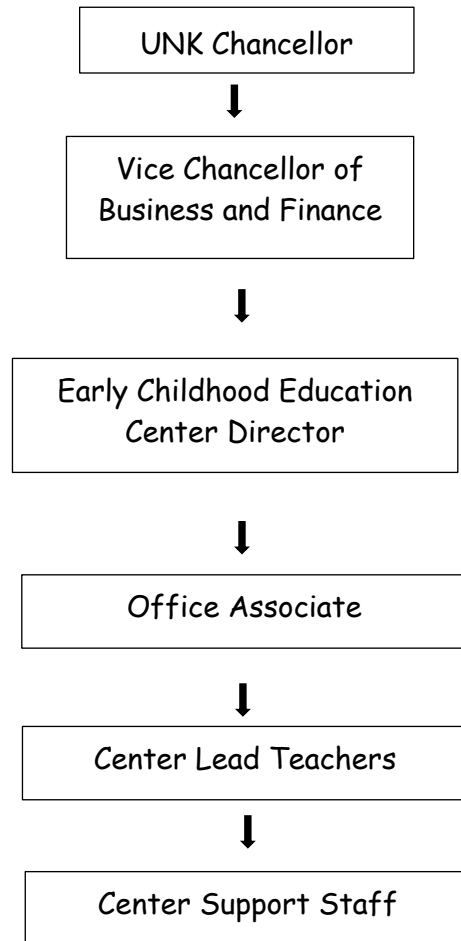 UNK Chancellor
Vice Chancellor of
Business and Finance
Early Childhood Education
Center Director
Office Associate
Center Lead Teachers
Center Support Staff